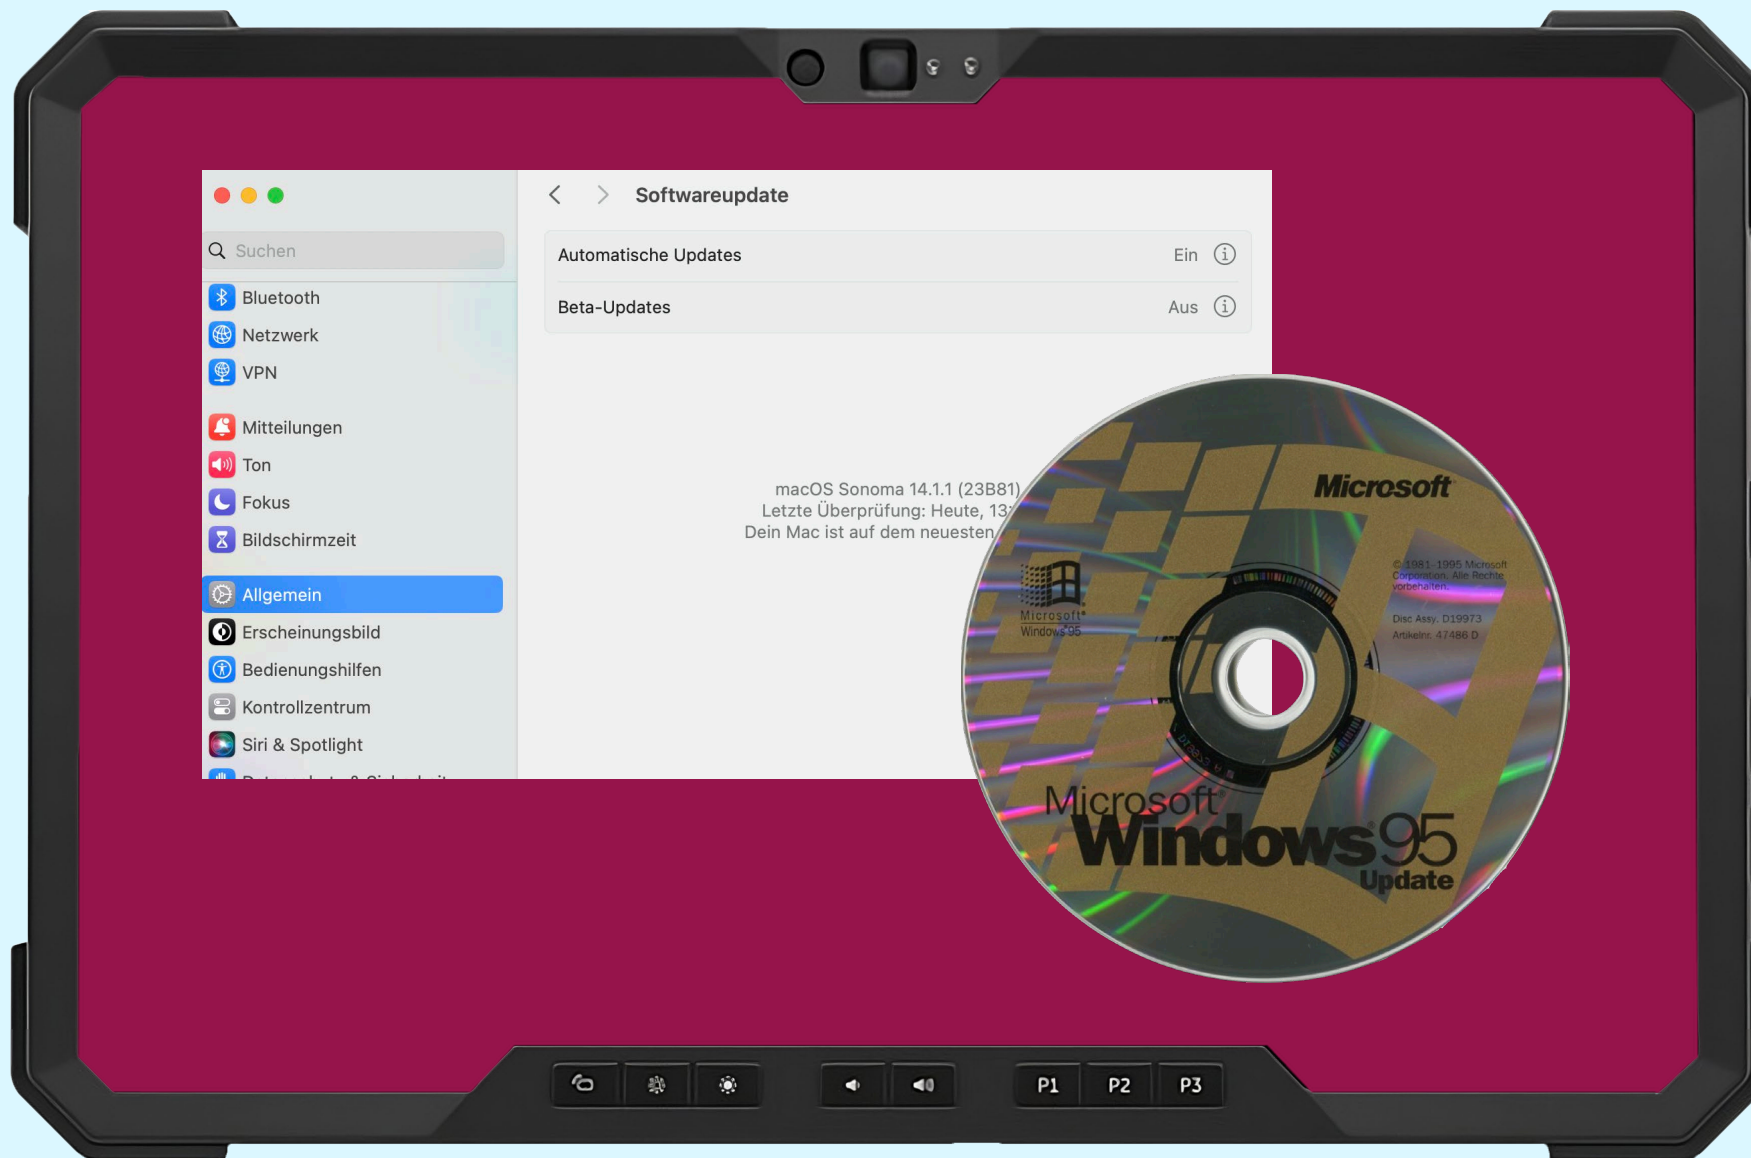 Softwareupdate
Suchen
Automatische Updates Ein
Beta-Updates Aus
Bluetooth
Netzwerk
VPN
Mitteilungen
Ton
Fokus
Bildschirmzeit
Allgemein
Erscheinungsbild
Bedienungshilfen
Kontrollzentrum
Siri & Spotlight
macOS Sonoma 14.1.1 (23B81)
Letzte Überprüfung: Heute, 13:
Dein Mac ist auf dem neuesten
Microsoft
© 1981-1995 Microsoft
Corporation. Alle Rechte
vorbehalten.
Disc Assy. D19973
Artikelnr. 47486 D
Microsoft®
Windows®95
Microsoft®
Windows®95
Update
P1 P2 P3